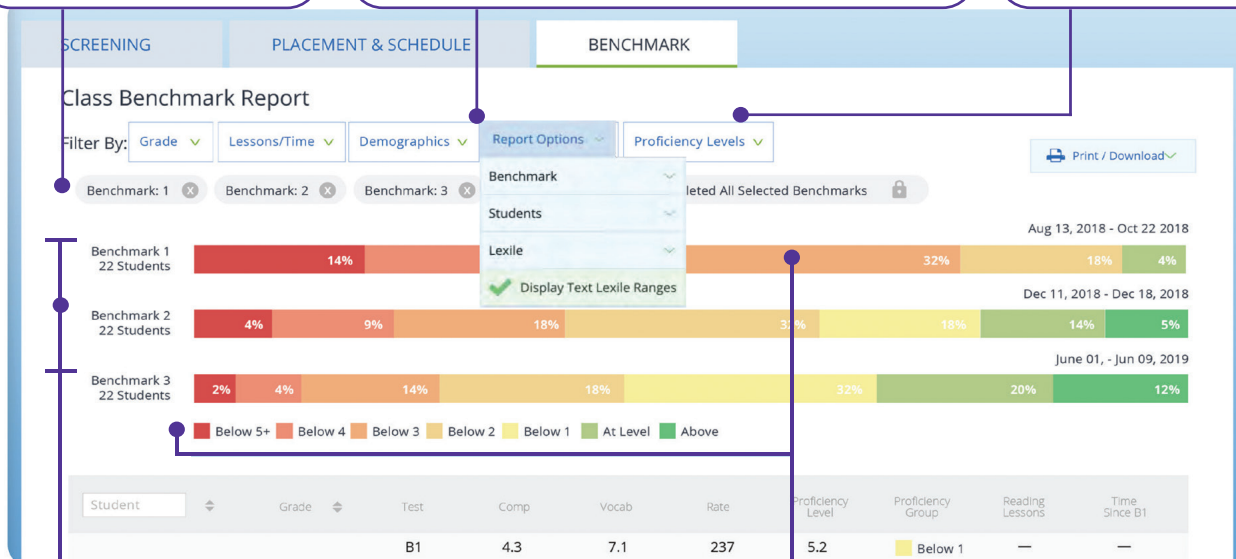 SCREENING PLACEMENT & SCHEDULE BENCHMARK
Class Benchmark Report
Filter By: Grade Lessons/Time Demographics Report Options Proficiency Levels
Print / Download
Benchmark: 1 Benchmark: 2 Benchmark: 3 Benchmark leted All Selected Benchmarks
Students
Aug 13, 2018 - Oct 22 2018
Lexile
Benchmark 1
22 Students
14% 32% 18% 4%
Display Text Lexile Ranges
Dec 11, 2018 - Dec 18, 2018
Benchmark 2
22 Students
4% 9% 18% 32% 18% 14% 5%
June 01, - Jun 09, 2019
Benchmark 3
22 Students
2% 4% 14% 18% 32% 20% 12%
Below 5+ Below 4 Below 3 Below 2 Below 1 At Level Above
Student Grade Test Comp Vocab Rate Proficiency Level Proficiency Group Reading Lessons Time Since B1
B1 4.3 7.1 237 5.2 Below 1 — —